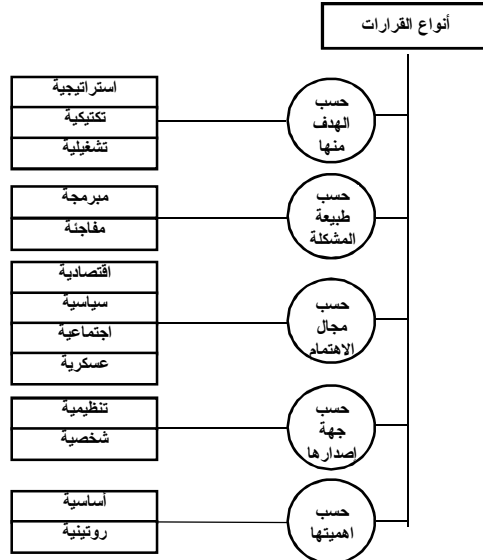 أنواع القرارات
حسب
الهدف
منها
استراتيجية
تكتيكية
تشغيلية
حسب
طبيعة
المشكلة
مبرمجة
مفاجئة
حسب
مجال
الاهتمام
اقتصادية
سياسية
اجتماعية
عسكرية
حسب
جهة
اصدارها
تنظيمية
شخصية
حسب
اهميتها
أساسية
روتينية